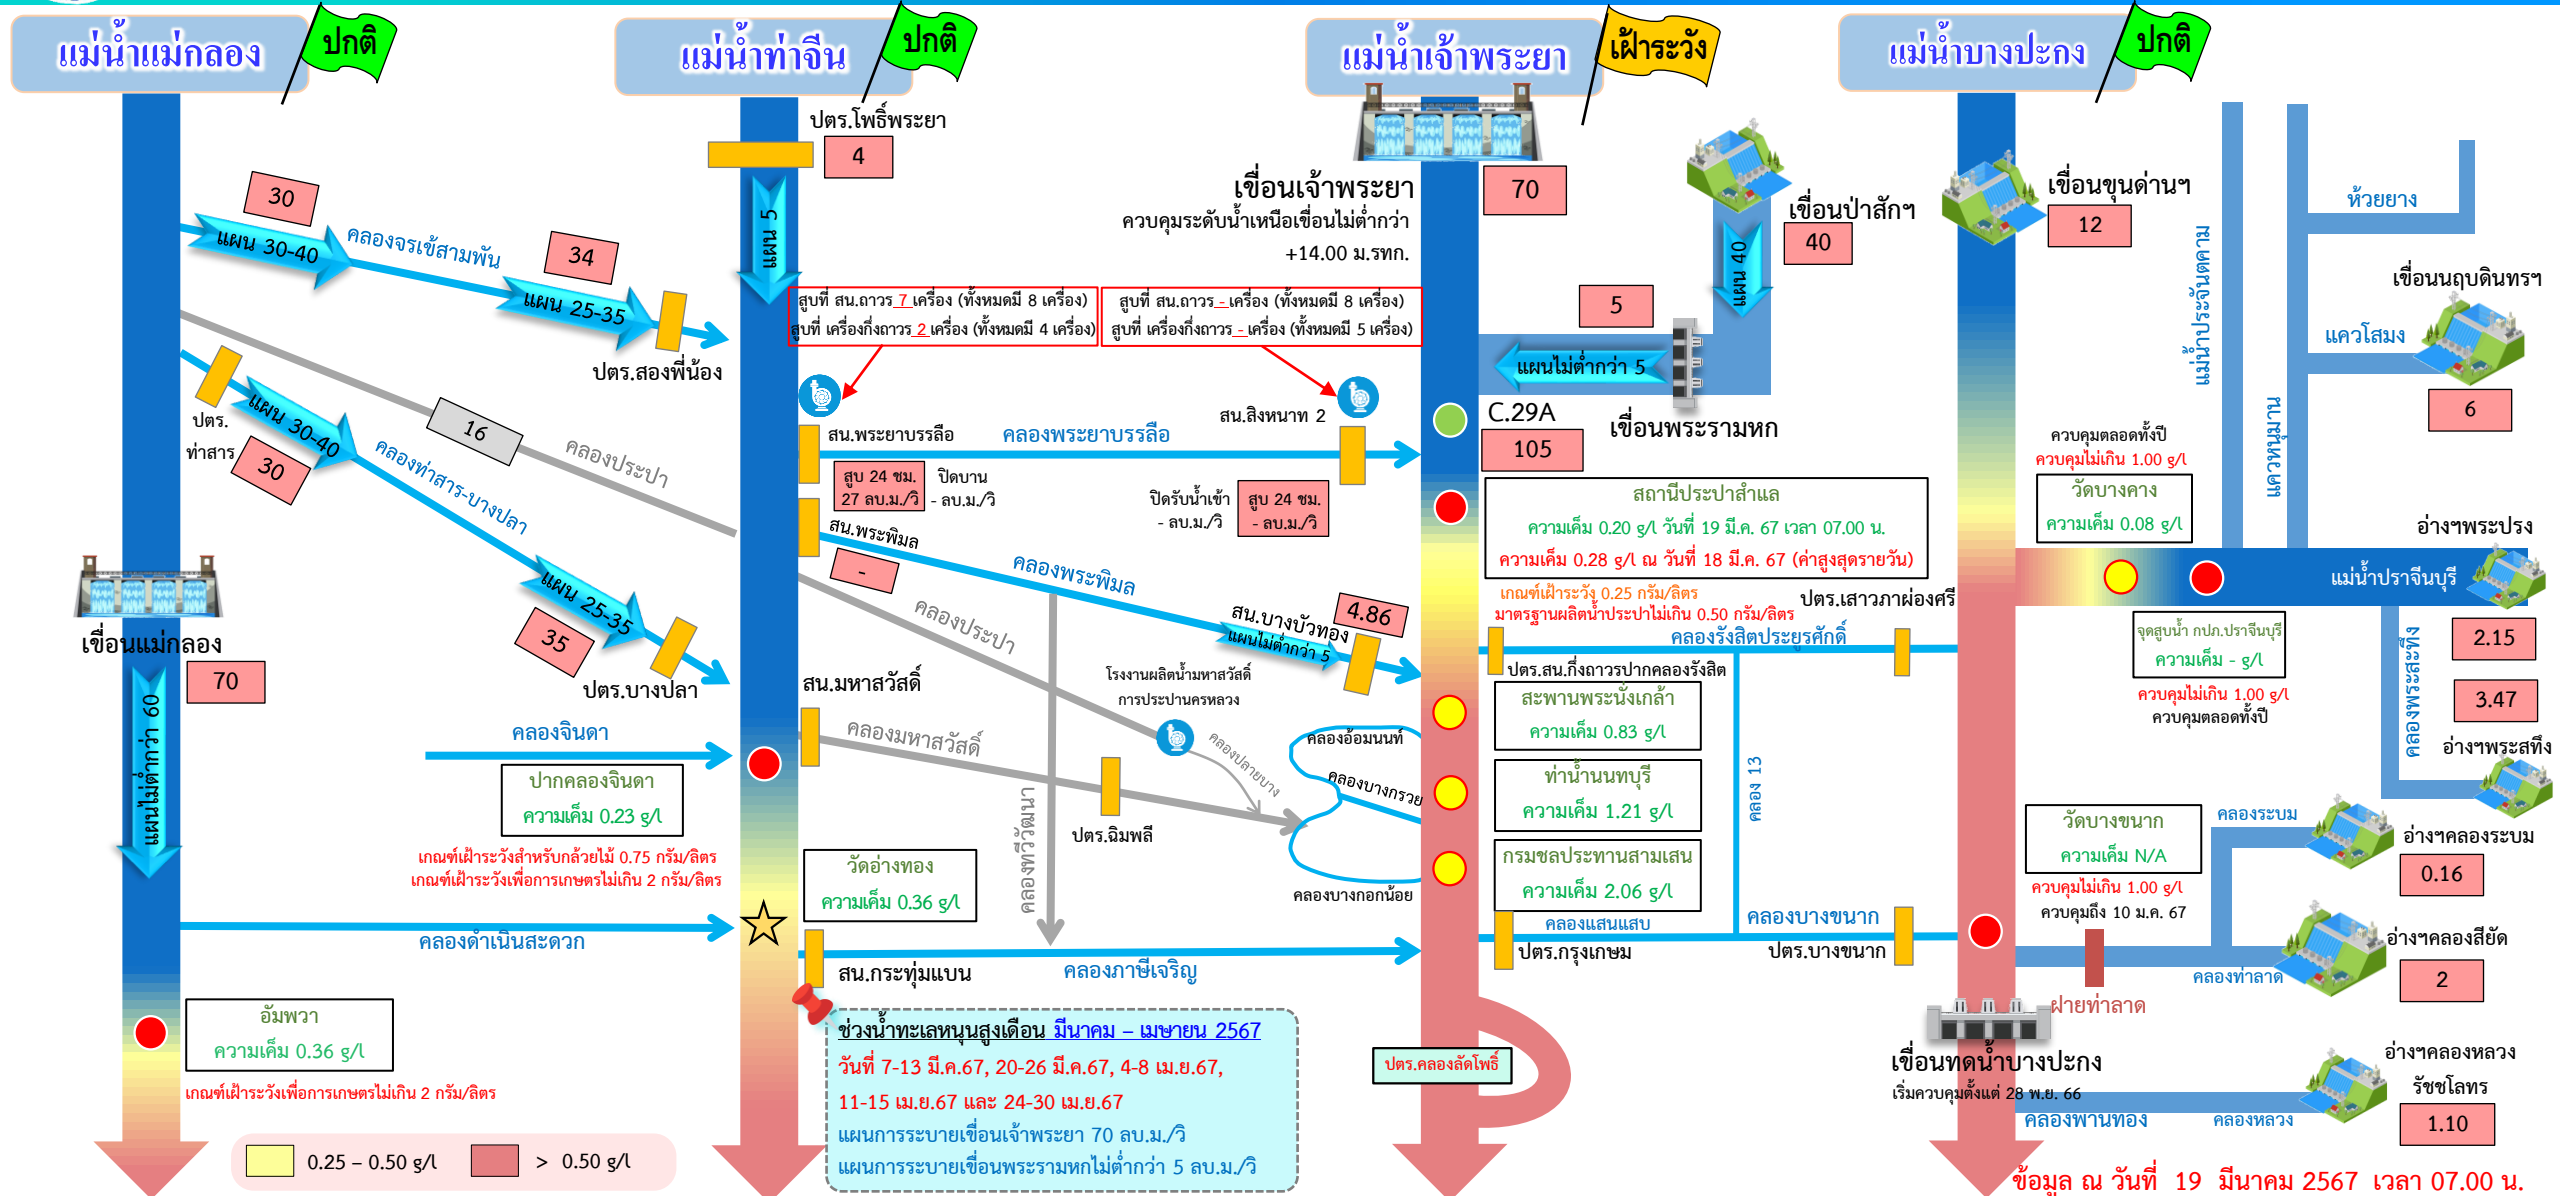 แม่น้ำแม่กลอง
ปกติ
แม่น้ำท่าจีน
ปกติ
แม่น้ำเจ้าพระยา
เฝ้าระวัง
แม่น้ำบางปะกง
ปกติ
30
แผน 30-40
คลองจรเข้สามพัน
34
แผน 25-35
ปตร.สองพี่น้อง
ปตร.
ท่าสาร
แผน 30-40
30
16
คลองประปา
คลองท่าสาร-บางปลา
แผน 25-35
35
ปตร.บางปลา
เขื่อนแม่กลอง
70
แผนไม่ต่ำกว่า 60
คลองจินดา
ปากคลองจินดา
ความเค็ม 0.23 g/l
เกณฑ์เฝ้าระวังสำหรับกล้วยไม้ 0.75 กรัม/ลิตร
เกณฑ์เฝ้าระวังเพื่อการเกษตรไม่เกิน 2 กรัม/ลิตร
คลองดำเนินสะดวก
อัมพวา
ความเค็ม 0.36 g/l
เกณฑ์เฝ้าระวังเพื่อการเกษตรไม่เกิน 2 กรัม/ลิตร
0.25 – 0.50 g/l
> 0.50 g/l
ปตร.โพธิ์พระยา
4
แผน 5
สูบที่ สน.ถาวร 7 เครื่อง (ทั้งหมดมี 8 เครื่อง)
สูบที่ เครื่องกึ่งถาวร 2 เครื่อง (ทั้งหมดมี 4 เครื่อง)
สูบที่ สน.ถาวร - เครื่อง (ทั้งหมดมี 8 เครื่อง)
สูบที่ เครื่องกึ่งถาวร - เครื่อง (ทั้งหมดมี 5 เครื่อง)
สน.พระยาบรรลือ
คลองพระยาบรรลือ
สน.สิงหนาท 2
สูบ 24 ชม.
27 ลบ.ม./วิ
ปิดบาน
- ลบ.ม./วิ
ปิดรับน้ำเข้า
- ลบ.ม./วิ
สูบ 24 ชม.
- ลบ.ม./วิ
สน.พระพิมล
-
คลองพระพิมล
คลองประปา
สน.บางบัวทอง
4.86
แผนไม่ต่ำกว่า 5
สน.มหาสวัสดิ์
คลองมหาสวัสดิ์
โรงงานผลิตน้ำมหาสวัสดิ์
การประปานครหลวง
คลองปลายบาง
ปตร.ฉิมพลี
คลองทวีวัฒนา
คลองอ้อมนนท์
คลองบางกรวย
คลองบางกอกน้อย
วัดอ่างทอง
ความเค็ม 0.36 g/l
สน.กระทุ่มแบน
คลองภาษีเจริญ
ช่วงน้ำทะเลหนุนสูงเดือน มีนาคม – เมษายน 2567
วันที่ 7-13 มี.ค.67, 20-26 มี.ค.67, 4-8 เม.ย.67,
11-15 เม.ย.67 และ 24-30 เม.ย.67
แผนการระบายเขื่อนเจ้าพระยา 70 ลบ.ม./วิ
แผนการระบายเขื่อนพระรามหกไม่ต่ำกว่า 5 ลบ.ม./วิ
เขื่อนเจ้าพระยา
ควบคุมระดับน้ำเหนือเขื่อนไม่ต่ำกว่า
+14.00 ม.รทก.
70
เขื่อนป่าสักฯ
40
แผน 40
5
แผนไม่ต่ำกว่า 5
เขื่อนพระรามหก
C.29A
105
สถานีประปาสำแล
ความเค็ม 0.20 g/l วันที่ 19 มี.ค. 67 เวลา 07.00 น.
ความเค็ม 0.28 g/l ณ วันที่ 18 มี.ค. 67 (ค่าสูงสุดรายวัน)
เกณฑ์เฝ้าระวัง 0.25 กรัม/ลิตร
มาตรฐานผลิตน้ำประปาไม่เกิน 0.50 กรัม/ลิตร
ปตร.เสาวภาผ่องศรี
คลองรังสิตประยูรศักดิ์
ปตร.สน.กึ่งถาวรปากคลองรังสิต
สะพานพระนั่งเกล้า
ความเค็ม 0.83 g/l
ท่าน้ำนนทบุรี
ความเค็ม 1.21 g/l
กรมชลประทานสามเสน
ความเค็ม 2.06 g/l
คลอง 13
คลองแสนแสบ
คลองบางขนาก
ปตร.กรุงเกษม
ปตร.บางขนาก
ปตร.คลองลัดโพธิ์
เขื่อนขุนด่านฯ
12
แม่น้ำประจันตคาม
ห้วยยาง
เขื่อนนฤบดินทรฯ
แควโสมง
6
แควหนุมาน
ควบคุมตลอดทั้งปี
ควบคุมไม่เกิน 1.00 g/l
วัดบางคาง
ความเค็ม 0.08 g/l
อ่างฯพระปรง
แม่น้ำปราจีนบุรี
2.15
จุดสูบน้ำ กปภ.ปราจีนบุรี
ความเค็ม - g/l
ควบคุมไม่เกิน 1.00 g/l
ควบคุมตลอดทั้งปี
คลองพระสะทึง
3.47
อ่างฯพระสทึง
วัดบางขนาก
ความเค็ม N/A
ควบคุมไม่เกิน 1.00 g/l
ควบคุมถึง 10 ม.ค. 67
คลองระบม
อ่างฯคลองระบม
0.16
อ่างฯคลองสียัด
2
คลองท่าลาด
ฝายท่าลาด
เขื่อนทดน้ำบางปะกง
เริ่มควบคุมตั้งแต่ 28 พ.ย. 66
อ่างฯคลองหลวง
รัชชโลทร
1.10
คลองพานทอง
คลองหลวง
ข้อมูล ณ วันที่ 19 มีนาคม 2567 เวลา 07.00 น.